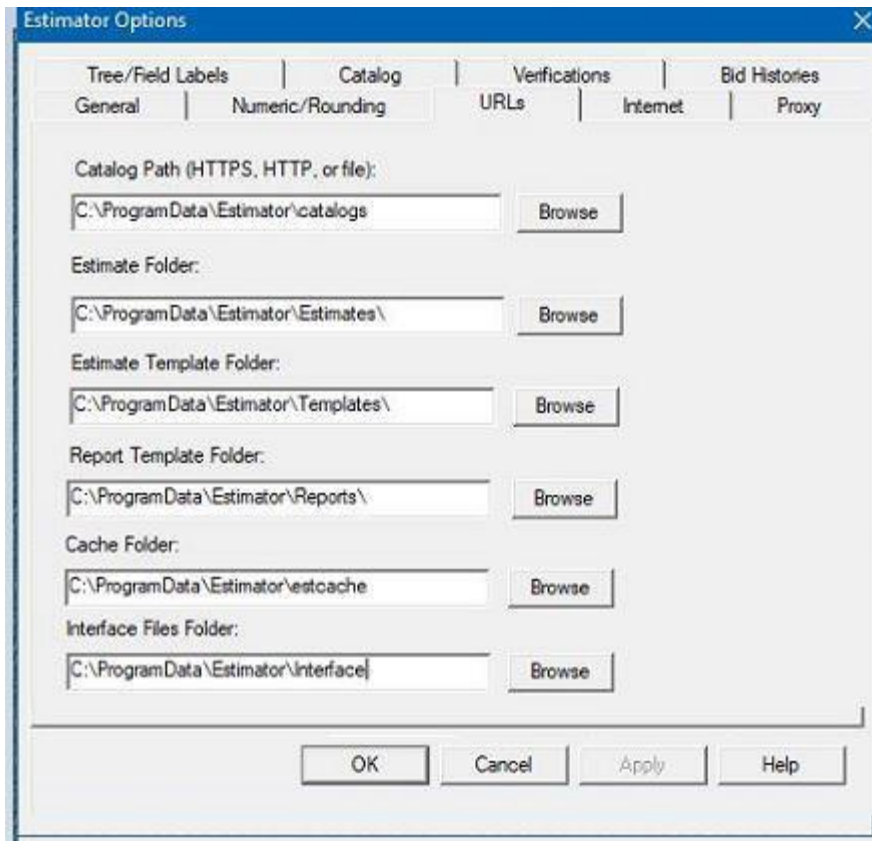 Estimator Options
Tree/Field Labels Catalog Verifications Bid Histories
General Numeric/Rounding URLs Internet Proxy
Catalog Path (HTTPS, HTTP, or file):
C:\ProgramData\Estimator\catalogs Browse
Estimate Folder:
C:\ProgramData\Estimator\Estimates\ Browse
Estimate Template Folder:
C:\ProgramData\Estimator\Templates\ Browse
Report Template Folder:
C:\ProgramData\Estimator\Reports\ Browse
Cache Folder:
C:\ProgramData\Estimator\estcache Browse
Interface Files Folder:
C:\ProgramData\Estimator\Interface Browse
OK Cancel Apply Help